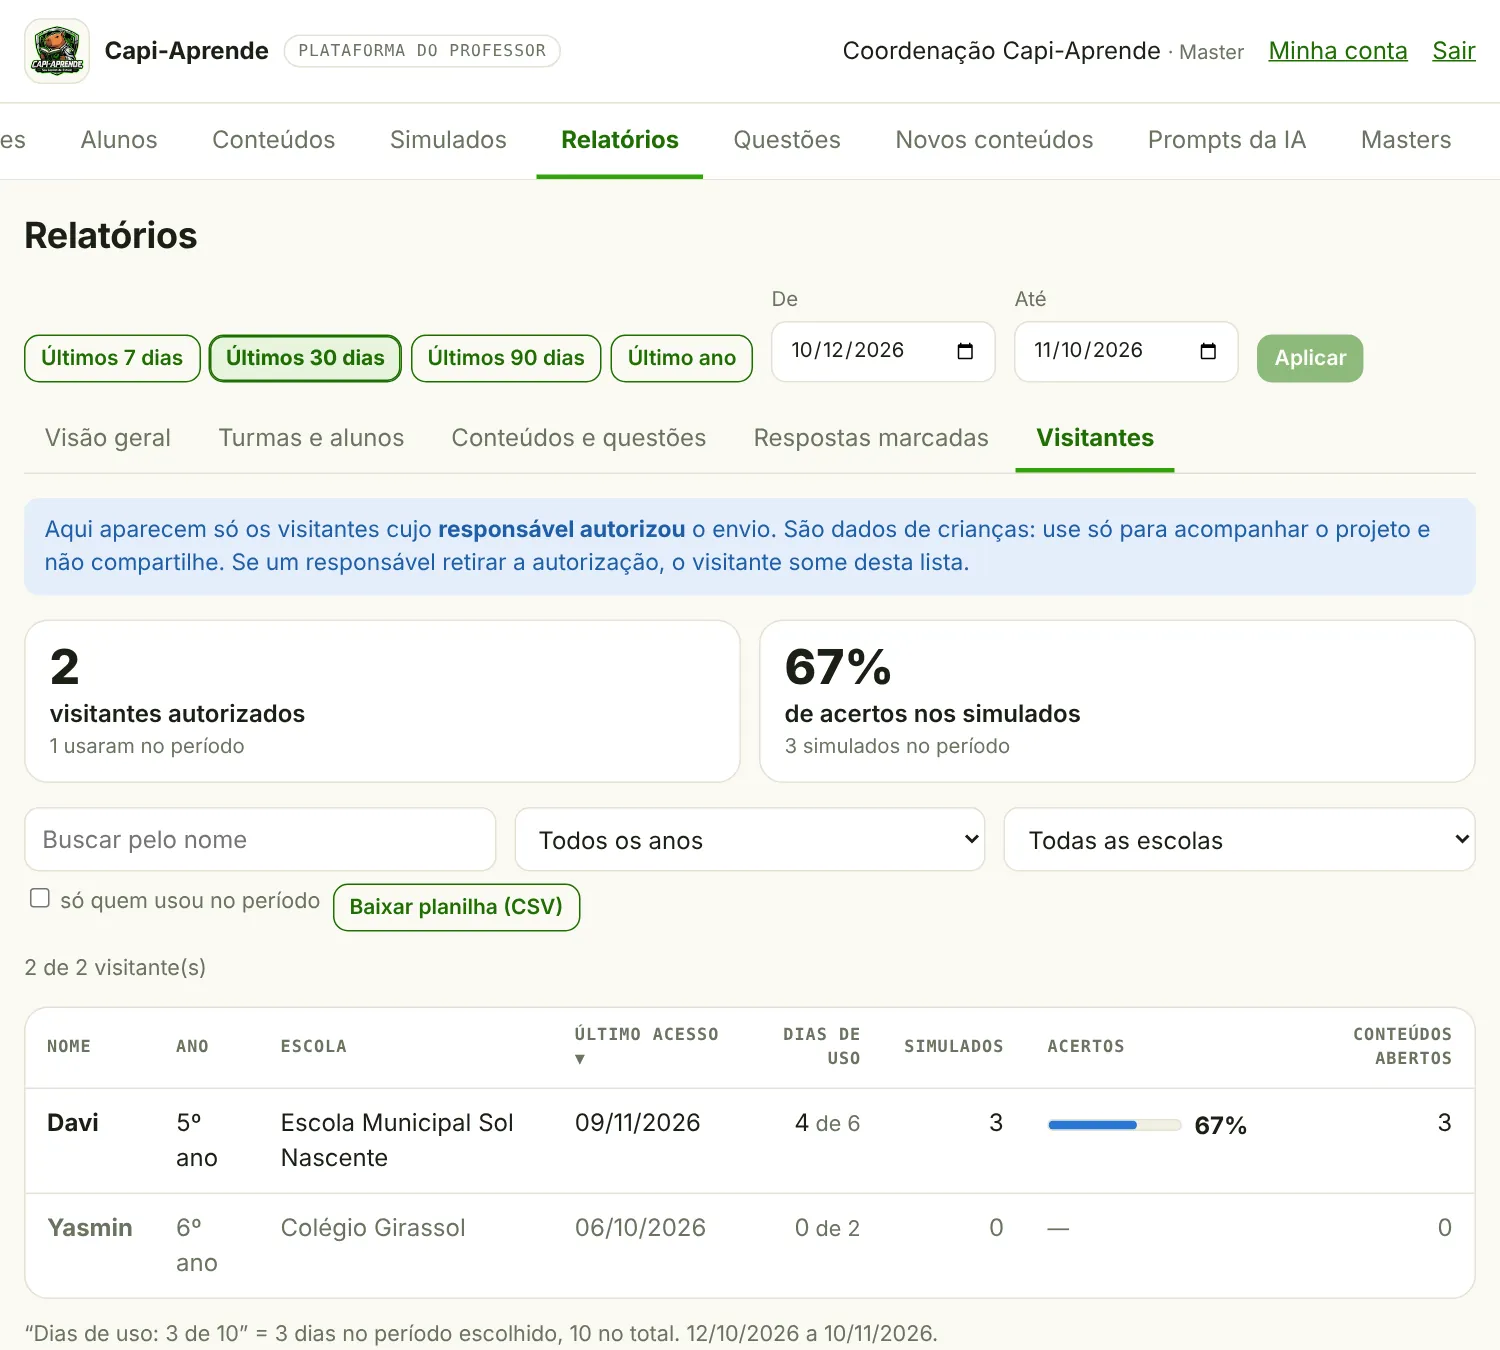 CAPI-APRENDE
Capi-Aprende
PLATAFORMA DO PROFESSOR
Coordenação Capi-Aprende · Master
Minha conta
Sair
es
Alunos
Conteúdos
Simulados
Relatórios
Questões
Novos conteúdos
Prompts da IA
Masters
Relatórios
De
Até
Últimos 7 dias
Últimos 30 dias
Últimos 90 dias
Último ano
10/12/2026
11/10/2026
Aplicar
Visão geral
Turmas e alunos
Conteúdos e questões
Respostas marcadas
Visitantes
Aqui aparecem só os visitantes cujo responsável autorizou o envio. São dados de crianças: use só para acompanhar o projeto e
não compartilhe. Se um responsável retirar a autorização, o visitante some desta lista.
2
visitantes autorizados
1 usaram no período
67%
de acertos nos simulados
3 simulados no período
Buscar pelo nome
Todos os anos
Todas as escolas
só quem usou no período
Baixar planilha (CSV)
2 de 2 visitante(s)
NOME
ANO
ESCOLA
ÚLTIMO ACESSO
▼
DIAS DE
USO
SIMULADOS
ACERTOS
CONTEÚDOS
ABERTOS
Davi
5º
ano
Escola Municipal Sol
Nascente
09/11/2026
4 de 6
3
67%
3
Yasmin
6º
ano
Colégio Girassol
06/10/2026
0 de 2
0
—
0
“Dias de uso: 3 de 10” = 3 dias no período escolhido, 10 no total. 12/10/2026 a 10/11/2026.